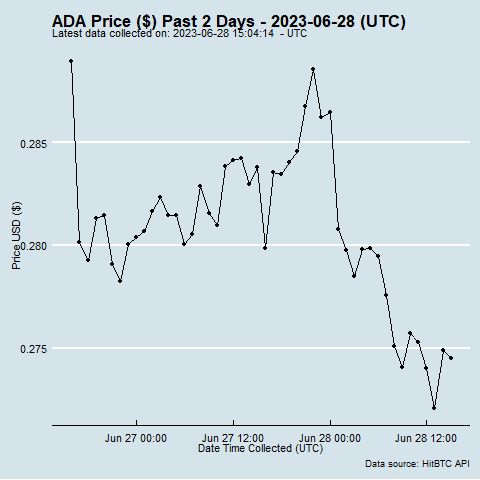 ADA Price ($) Past 2 Days - 2023-06-28 (UTC)
Latest data collected on: 2023-06-28 15:04:14  - UTC
0.285
0.280
0.275
Price USD ($)
Jun 27 00:00
Jun 27 12:00
Jun 28 00:00
Jun 28 12:00
Date Time Collected (UTC)
Data source: HitBTC API